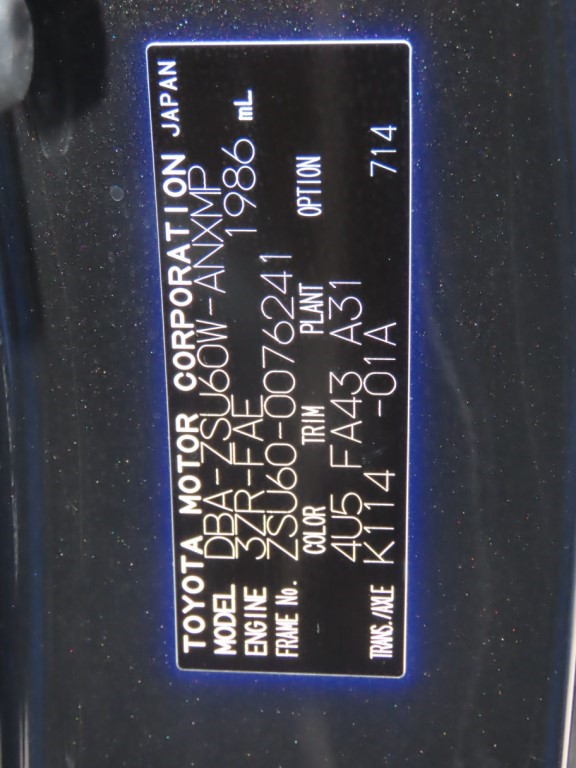 TOYOTA MOTOR CORPORATION JAPAN
MODEL DBA-ZSU60W-ANXMP
ENGINE 3ZR-FAE 1986 mL
FRAME No. ZSU60-0076241
COLOR TRIM PLANT OPTION
4U5 FA43 A31
TRANS./AXLE K114 -01A 714